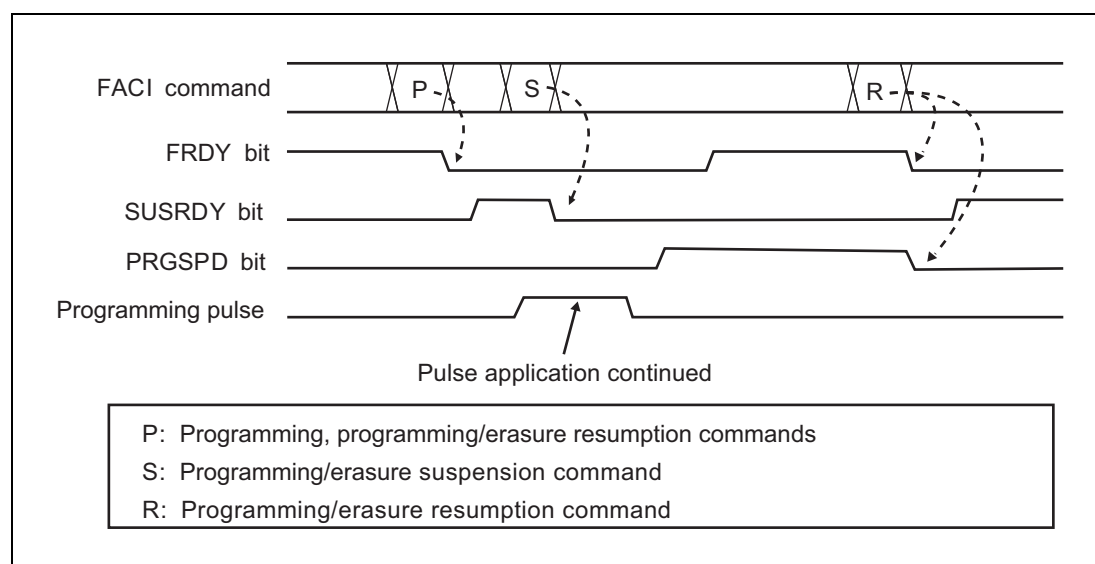 FACI command
P
S
R
FRDY bit
SUSRDY bit
PRGSPD bit
Programming pulse
Pulse application continued
P: Programming, programming/erasure resumption commands
S: Programming/erasure suspension command
R: Programming/erasure resumption command